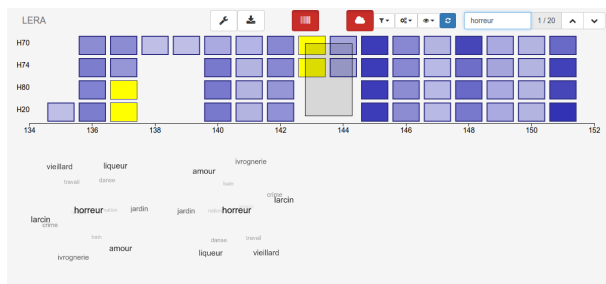 LERA horreur 1 / 20
H70
H74
H80
H20
134 136 138 140 142 144 146 148 150 152
ivrognerie
vieillard liqueur
amour
travail danse bain
crime
larcin
horreur jardin jardin horreur
larcin
crime
bain danse travail
amour
liqueur vieillard
ivrognerie